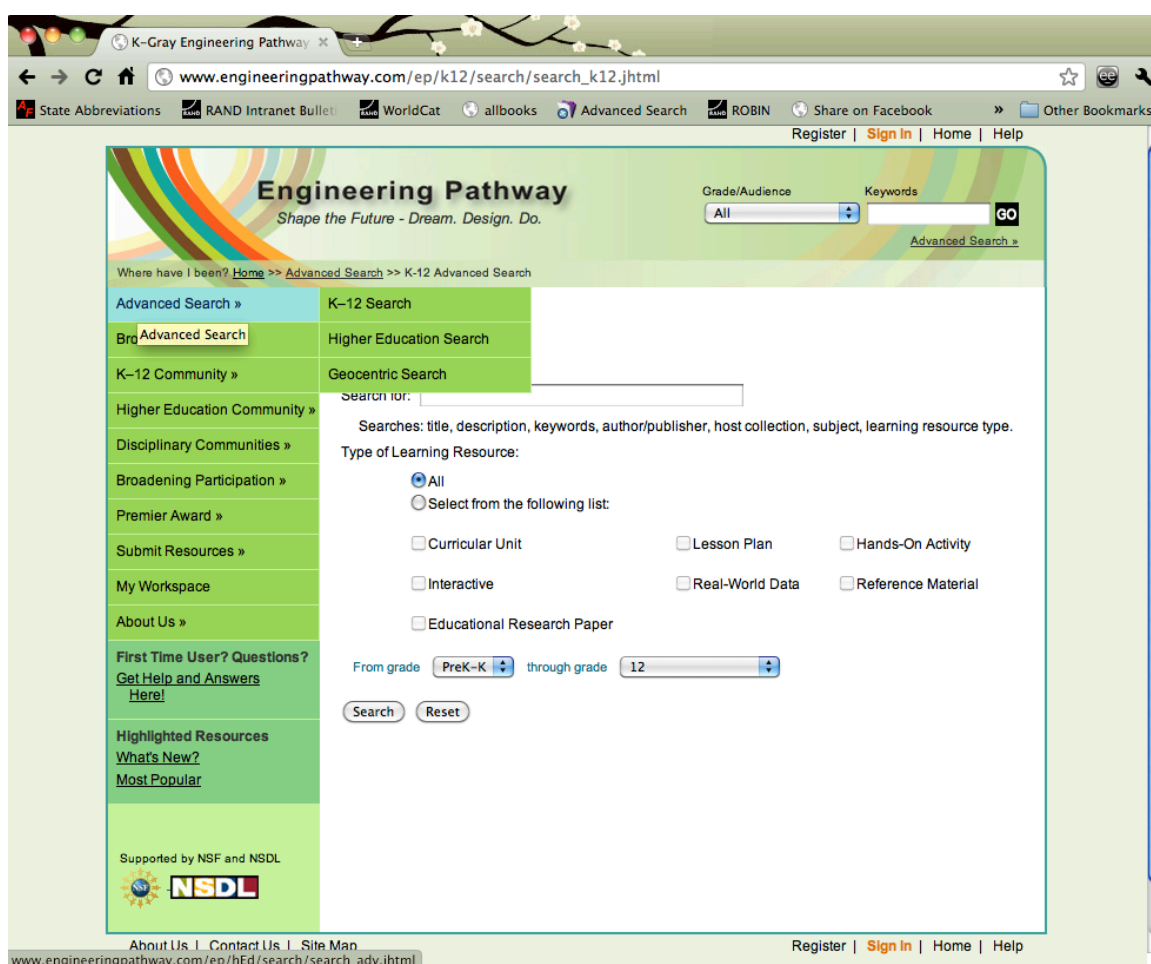 K-Gray Engineering Pathway
www.engineeringpathway.com/ep/k12/search/search_k12.jhtml
State Abbreviations RAND Intranet Bulleti WorldCat allbooks Advanced Search ROBIN Share on Facebook » Other Bookmarks
Register | Sign In | Home | Help
Engineering Pathway
Shape the Future - Dream. Design. Do.
Grade/Audience Keywords
All GO
Advanced Search »
Where have I been? Home >> Advanced Search >> K-12 Advanced Search
Advanced Search » K–12 Search
Bro Advanced Search Higher Education Search
K–12 Community » Geocentric Search
Search for:
Higher Education Community »
Searches: title, description, keywords, author/publisher, host collection, subject, learning resource type.
Disciplinary Communities »
Type of Learning Resource:
Broadening Participation » All
Select from the following list:
Premier Award »
Submit Resources » Curricular Unit Lesson Plan Hands-On Activity
My Workspace Interactive Real-World Data Reference Material
About Us » Educational Research Paper
First Time User? Questions?
Get Help and Answers
Here!
From grade PreK-K through grade 12
Search Reset
Highlighted Resources
What's New?
Most Popular
Supported by NSF and NSDL
NSF NSDL
About Us | Contact Us | Site Map Register | Sign In | Home | Help
www.engineeringpathway.com/ep/hEd/search/search_adv.jhtml